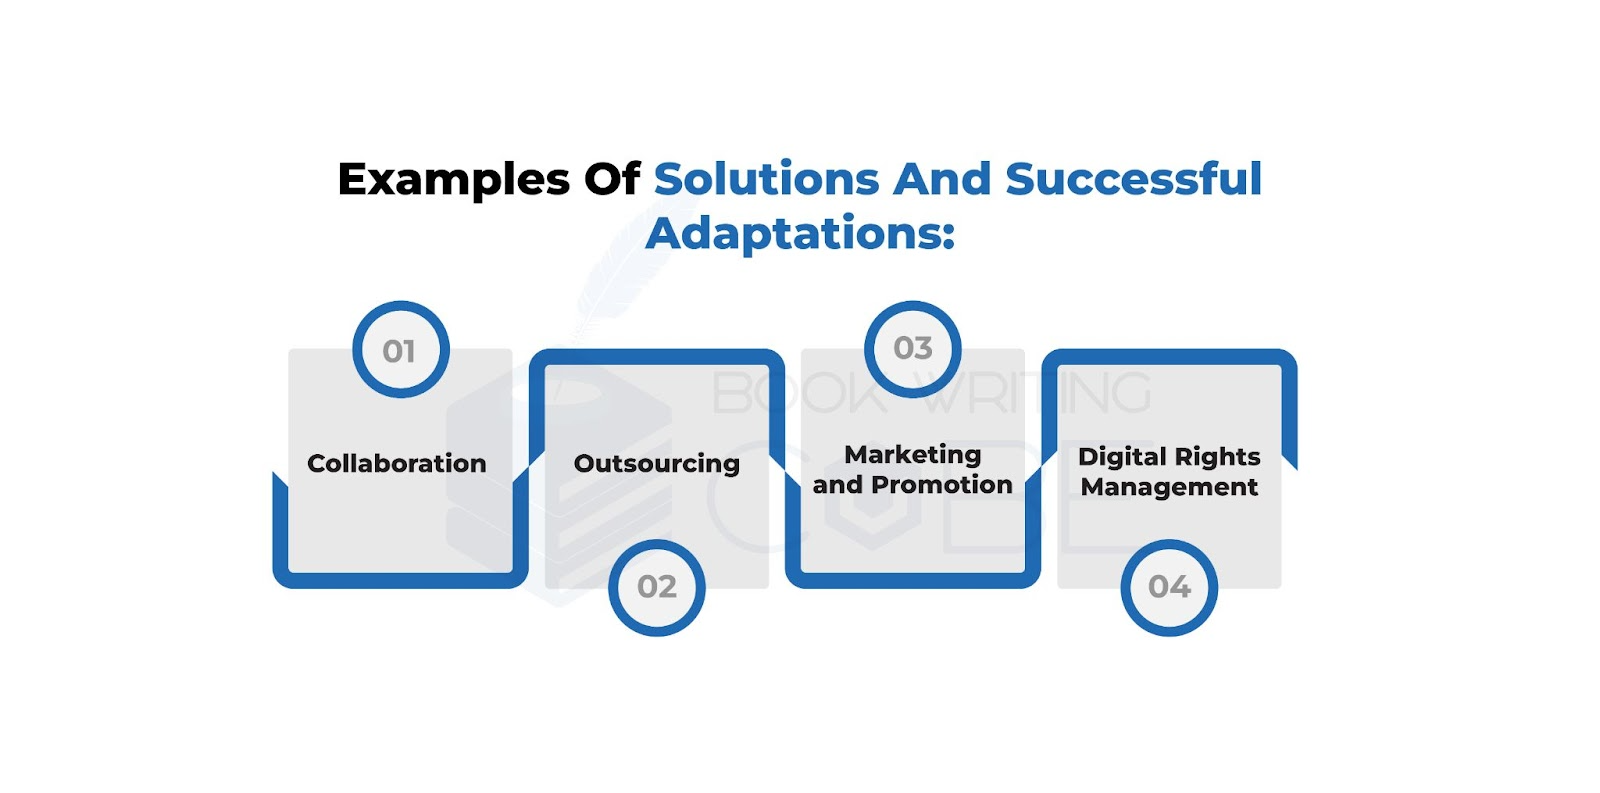 Examples Of Solutions And Successful
Adaptations:
01
Collaboration
02
Outsourcing
03
Marketing
and Promotion
04
Digital Rights
Management
BOOK WRITING
CUBE